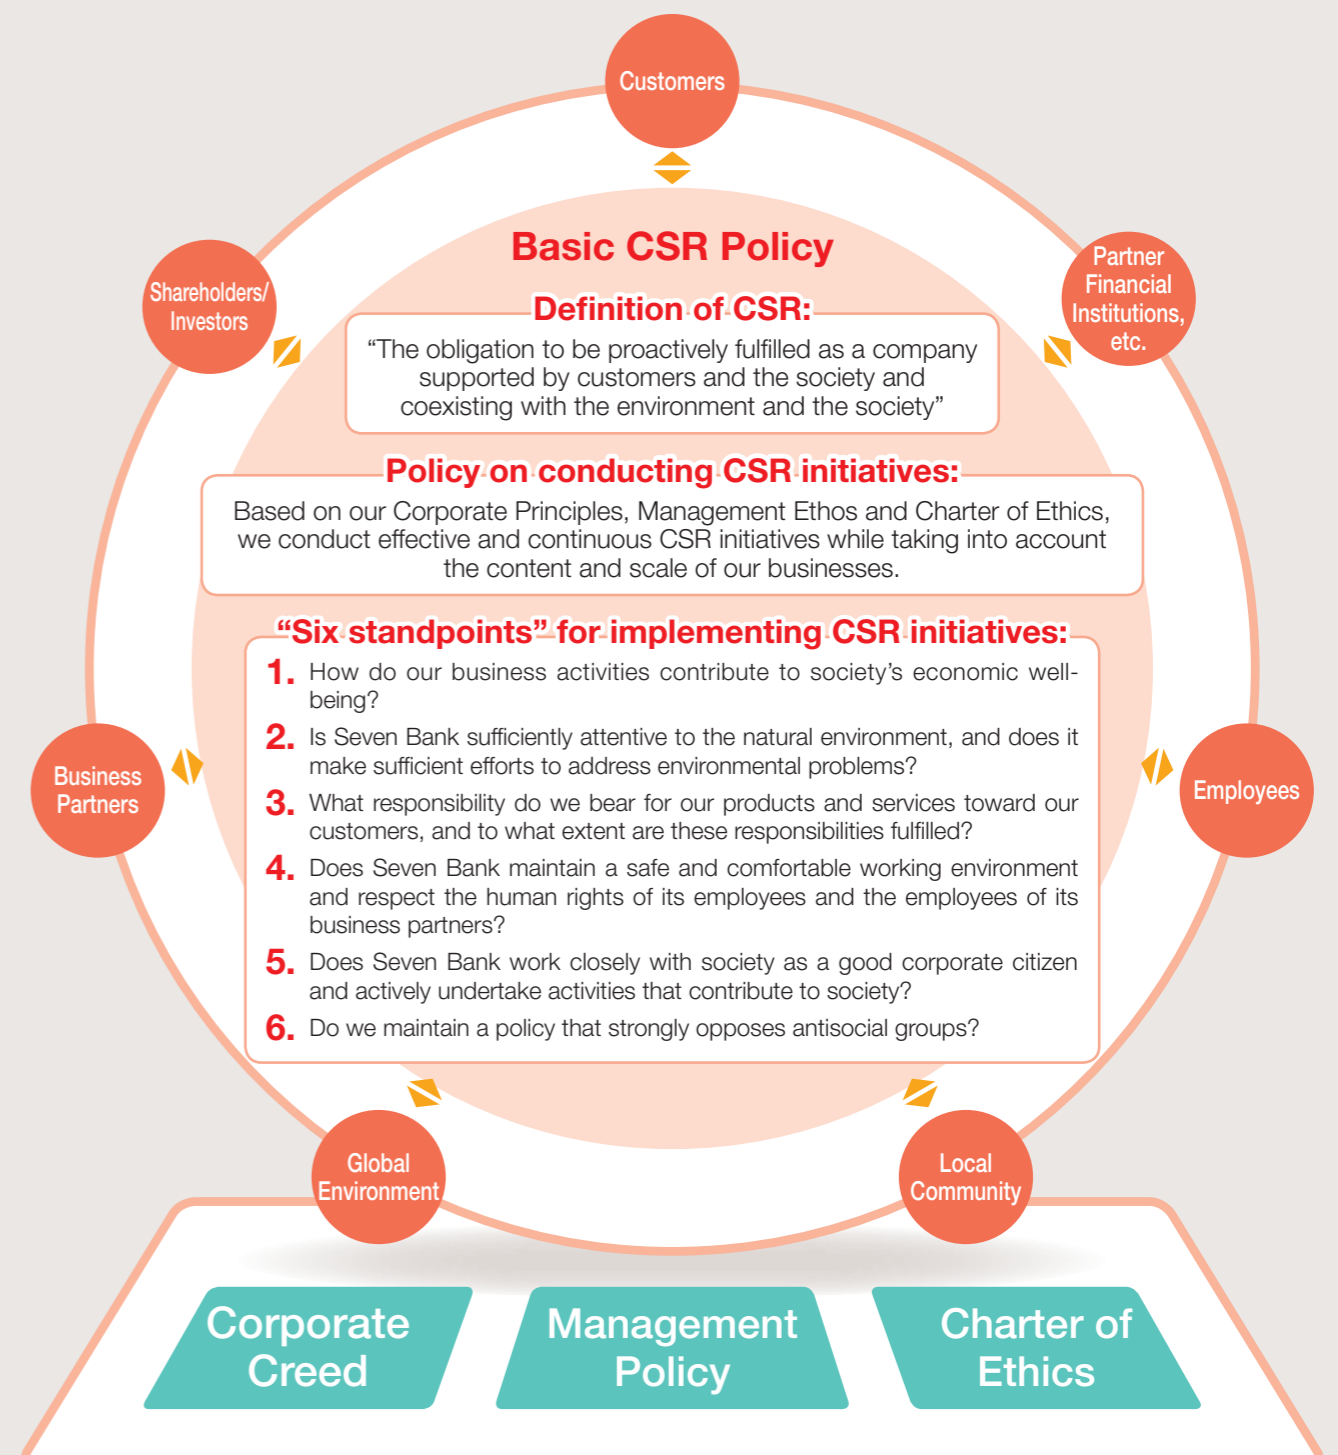 Customers
Shareholders/
Investors
Partner
Financial
Institutions,
etc.
Basic CSR Policy
Definition of CSR:
“The obligation to be proactively fulfilled as a company
supported by customers and the society and
coexisting with the environment and the society”
Policy on conducting CSR initiatives:
Based on our Corporate Principles, Management Ethos and Charter of Ethics,
we conduct effective and continuous CSR initiatives while taking into account
the content and scale of our businesses.
“Six standpoints” for implementing CSR initiatives:
1. How do our business activities contribute to society’s economic well-
being?
2. Is Seven Bank sufficiently attentive to the natural environment, and does it
make sufficient efforts to address environmental problems?
3. What responsibility do we bear for our products and services toward our
customers, and to what extent are these responsibilities fulfilled?
4. Does Seven Bank maintain a safe and comfortable working environment
and respect the human rights of its employees and the employees of its
business partners?
5. Does Seven Bank work closely with society as a good corporate citizen
and actively undertake activities that contribute to society?
6. Do we maintain a policy that strongly opposes antisocial groups?
Business
Partners
Employees
Global
Environment
Local
Community
Corporate
Creed
Management
Policy
Charter of
Ethics